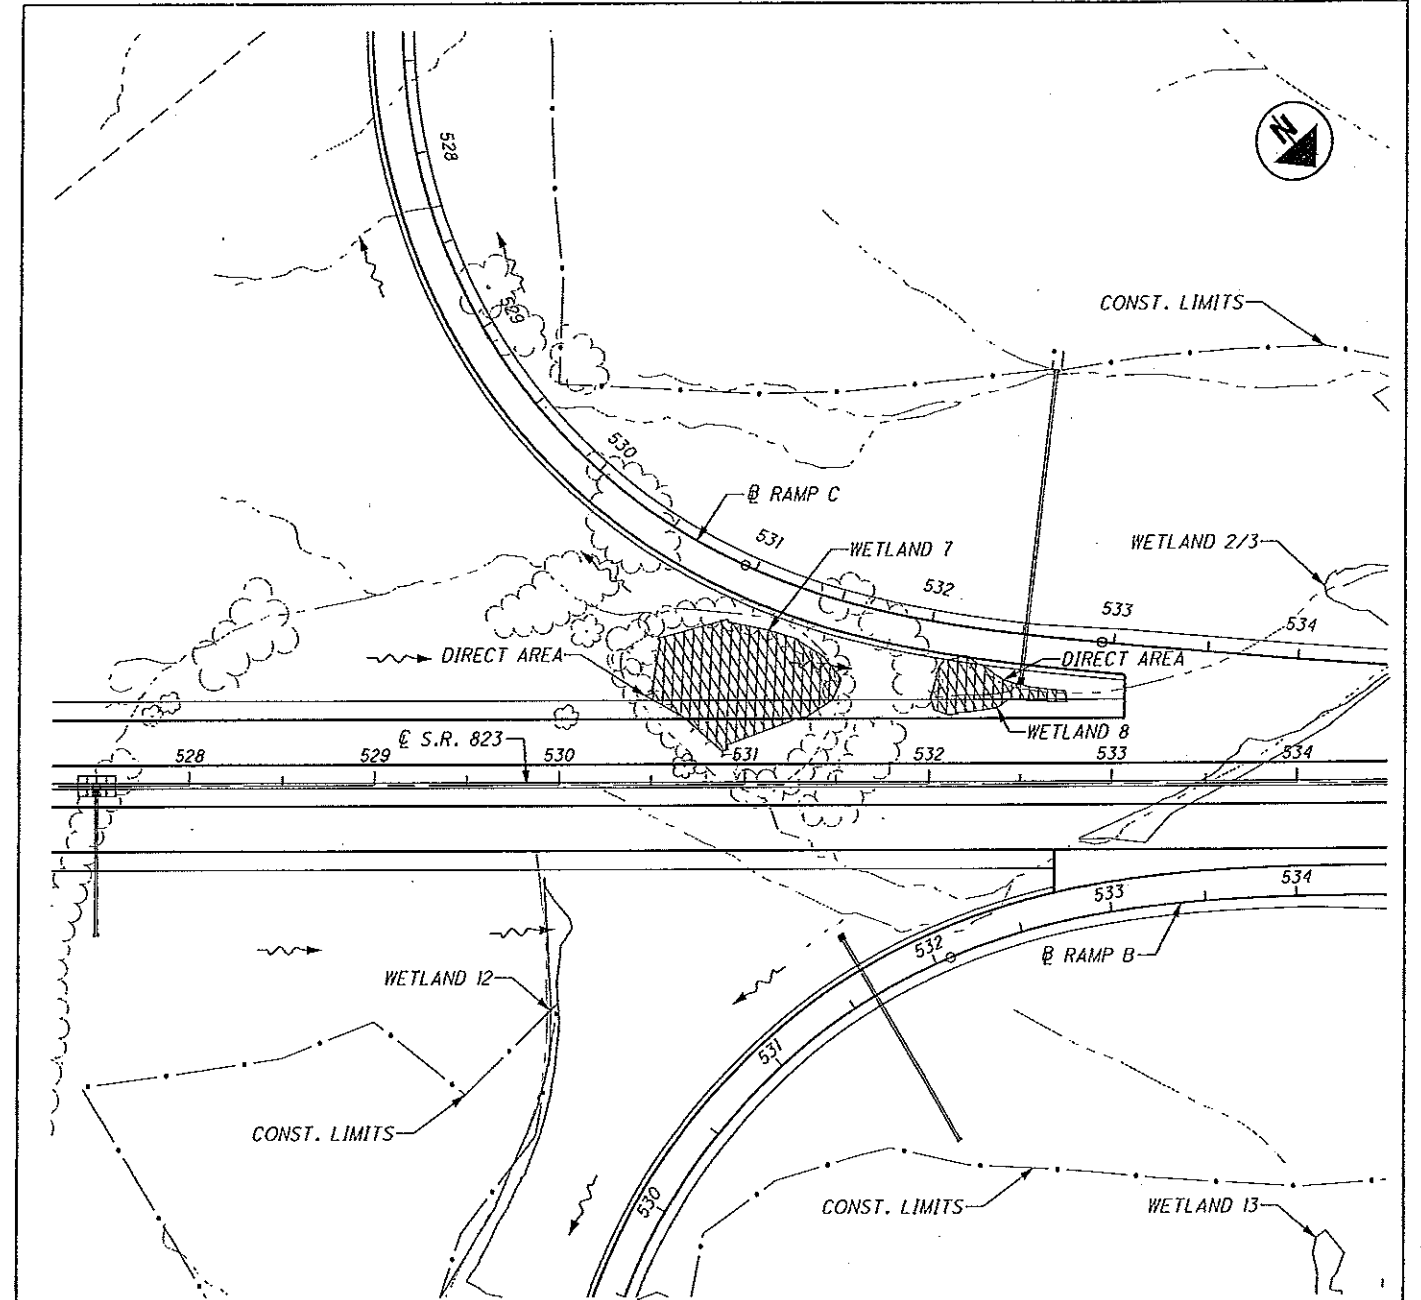 N
528
CONST. LIMITS
529
530
℄ RAMP C
531
WETLAND 7
WETLAND 2/3
532
533
534
DIRECT AREA
DIRECT AREA
WETLAND 8
℄ S.R. 823
528
529
530
531
532
533
534
534
533
532
℄ RAMP B
WETLAND 12
531
CONST. LIMITS
530
CONST. LIMITS
WETLAND 13